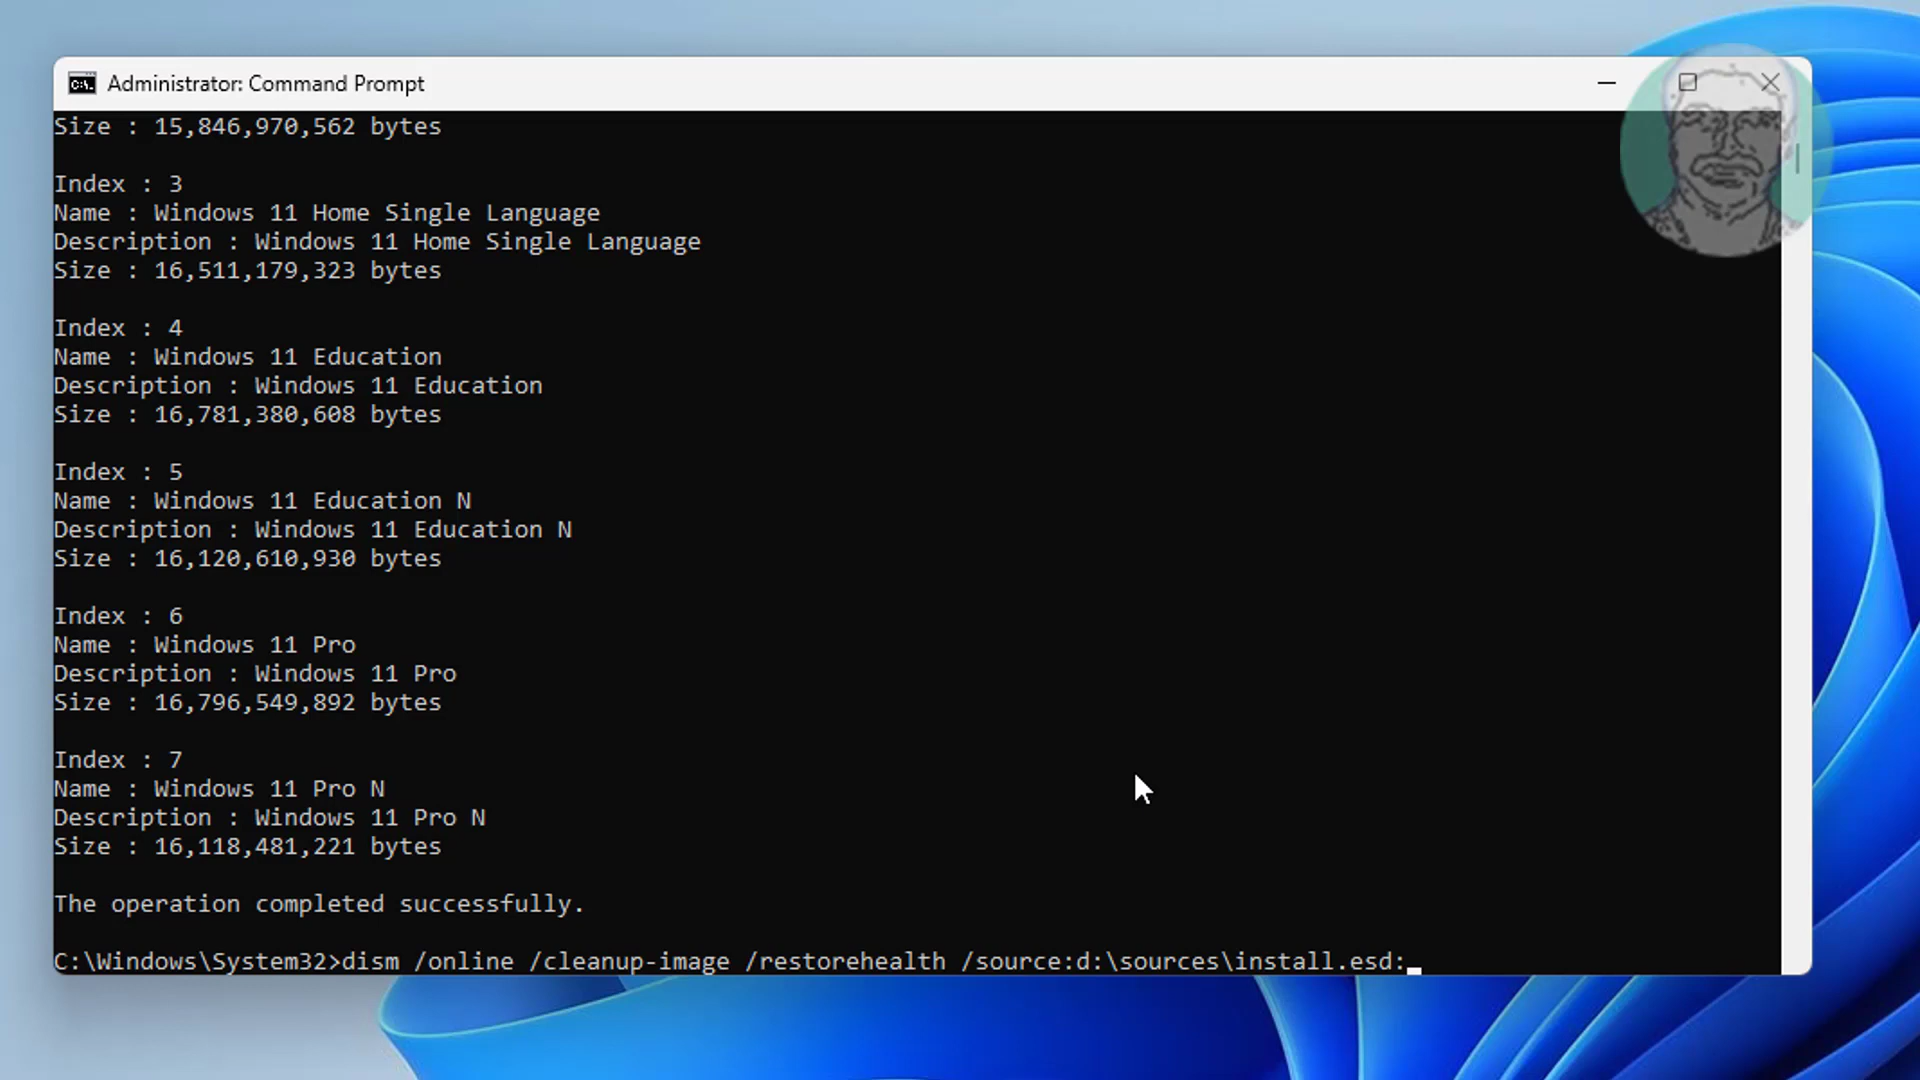 Administrator: Command Prompt
Size : 15,846,970,562 bytes
Index : 3
Name : Windows 11 Home Single Language
Description : Windows 11 Home Single Language
Size : 16,511,179,323 bytes
Index : 4
Name : Windows 11 Education
Description : Windows 11 Education
Size : 16,781,380,608 bytes
Index : 5
Name : Windows 11 Education N
Description : Windows 11 Education N
Size : 16,120,610,930 bytes
Index : 6
Name : Windows 11 Pro
Description : Windows 11 Pro
Size : 16,796,549,892 bytes
Index : 7
Name : Windows 11 Pro N
Description : Windows 11 Pro N
Size : 16,118,481,221 bytes
The operation completed successfully.
C:\Windows\System32>dism /online /cleanup-image /restorehealth /source:d:\sources\install.esd: